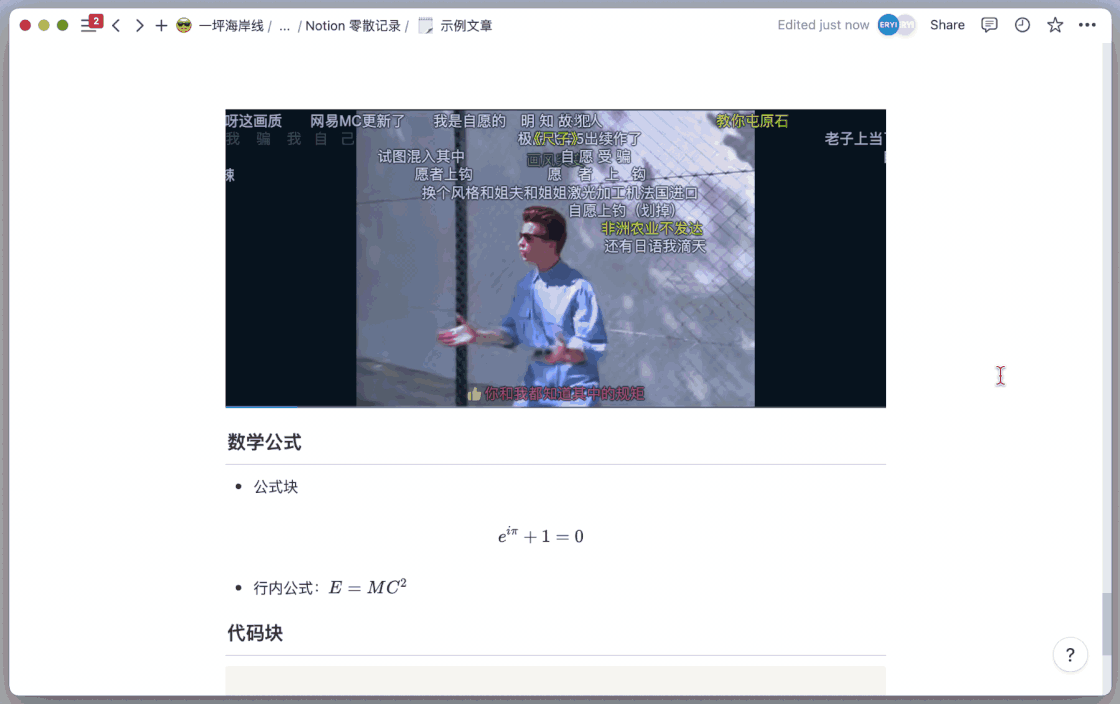 2
一坪海岸线 / ... / Notion 零散记录 / 示例文章
Edited just now
ERYI
Share
呀这画质
网易MC更新了
我是自愿的
明 知 故犯
教你屯原石
我 骗 我 自 己
出续作了
老子上当
试图混入其中
自 愿 受 骗
愿者上钩
愿 者 上 钩
辣
换个风格和姐夫和姐姐激光加工机法国进口
自愿上钓（划掉）
非洲农业不发达
还有日语我滴天
你和我都知道其中的规矩
数学公式
公式块
e^{iπ} + 1 = 0
行内公式：E = MC^2
代码块
?